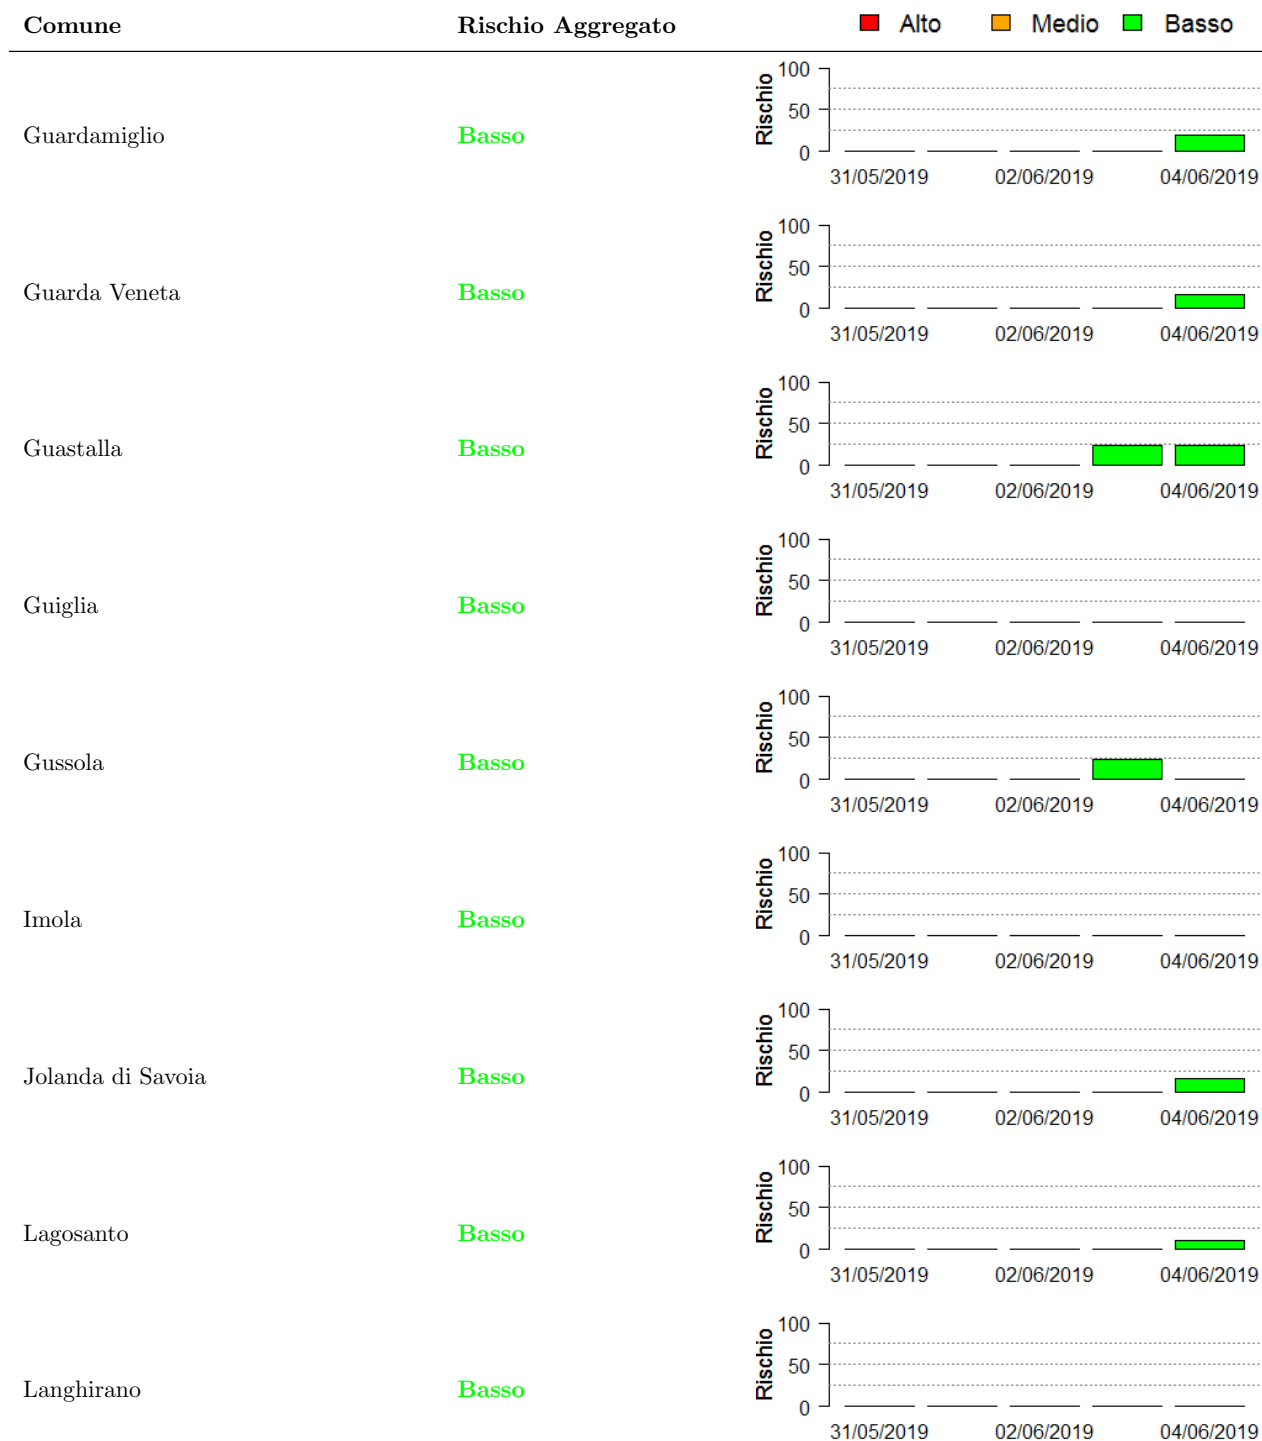 Comune Rischio Aggregato Alto Medio Basso
Guardamiglio Basso
Rischio
100
50
0
31/05/2019 02/06/2019 04/06/2019
Guarda Veneta Basso
Rischio
100
50
0
31/05/2019 02/06/2019 04/06/2019
Guastalla Basso
Rischio
100
50
0
31/05/2019 02/06/2019 04/06/2019
Guiglia Basso
Rischio
100
50
0
31/05/2019 02/06/2019 04/06/2019
Gussola Basso
Rischio
100
50
0
31/05/2019 02/06/2019 04/06/2019
Imola Basso
Rischio
100
50
0
31/05/2019 02/06/2019 04/06/2019
Jolanda di Savoia Basso
Rischio
100
50
0
31/05/2019 02/06/2019 04/06/2019
Lagosanto Basso
Rischio
100
50
0
31/05/2019 02/06/2019 04/06/2019
Langhirano Basso
Rischio
100
50
0
31/05/2019 02/06/2019 04/06/2019